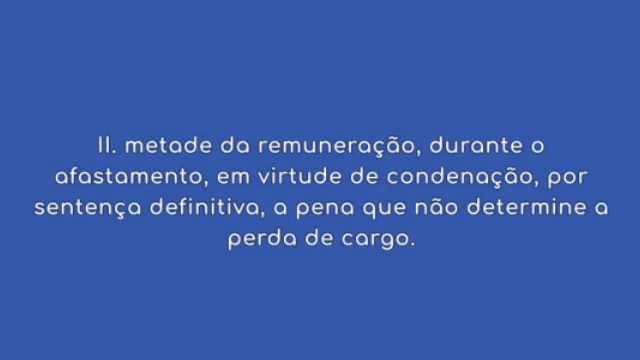 II. metade da remuneração, durante o
afastamento, em virtude de condenação, por
sentença definitiva, a pena que não determine a
perda de cargo.